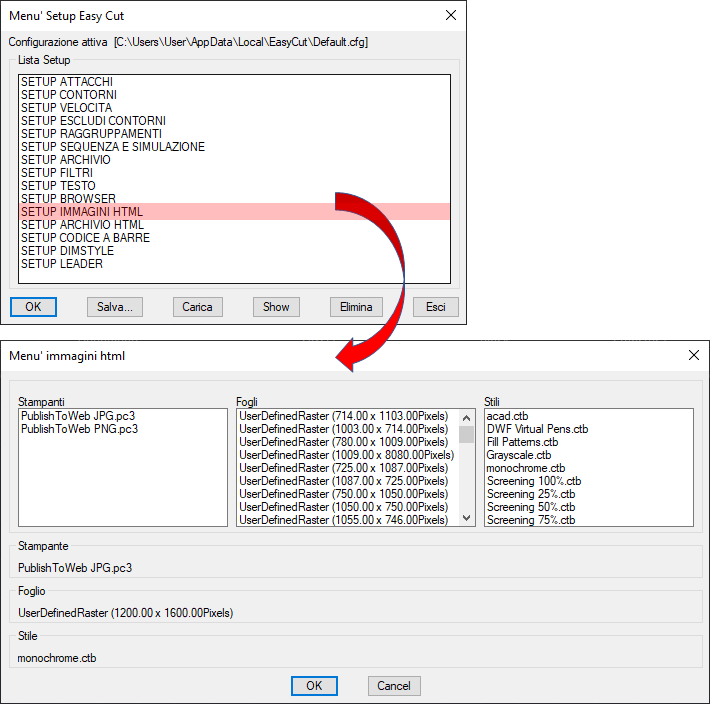 Menu' Setup Easy Cut
Configurazione attiva [C:\Users\User\AppData\Local\EasyCut\Default.cfg]
Lista Setup
SETUP ATTACCHI
SETUP CONTORNI
SETUP VELOCITA
SETUP ESCLUDI CONTORNI
SETUP RAGGRUPPAMENTI
SETUP SEQUENZA E SIMULAZIONE
SETUP ARCHIVIO
SETUP FILTRI
SETUP TESTO
SETUP BROWSER
SETUP IMMAGINI HTML
SETUP ARCHIVIO HTML
SETUP CODICE A BARRE
SETUP DIMSTYLE
SETUP LEADER
OK Salva... Carica Show Elimina Esci
Menu' immagini html
Stampanti
PublishToWeb JPG.pc3
PublishToWeb PNG.pc3
Fogli
UserDefinedRaster (714.00 x 1103.00Pixels)
UserDefinedRaster (1003.00 x 714.00Pixels)
UserDefinedRaster (780.00 x 1009.00Pixels)
UserDefinedRaster (1009.00 x 8080.00Pixels)
UserDefinedRaster (725.00 x 1087.00Pixels)
UserDefinedRaster (1087.00 x 725.00Pixels)
UserDefinedRaster (750.00 x 1050.00Pixels)
UserDefinedRaster (1050.00 x 750.00Pixels)
UserDefinedRaster (1055.00 x 746.00Pixels)
Stili
acad.ctb
DWF Virtual Pens.ctb
Fill Patterns.ctb
Grayscale.ctb
monochrome.ctb
Screening 100%.ctb
Screening 25%.ctb
Screening 50%.ctb
Screening 75%.ctb
Stampante
PublishToWeb JPG.pc3
Foglio
UserDefinedRaster (1200.00 x 1600.00Pixels)
Stile
monochrome.ctb
OK Cancel